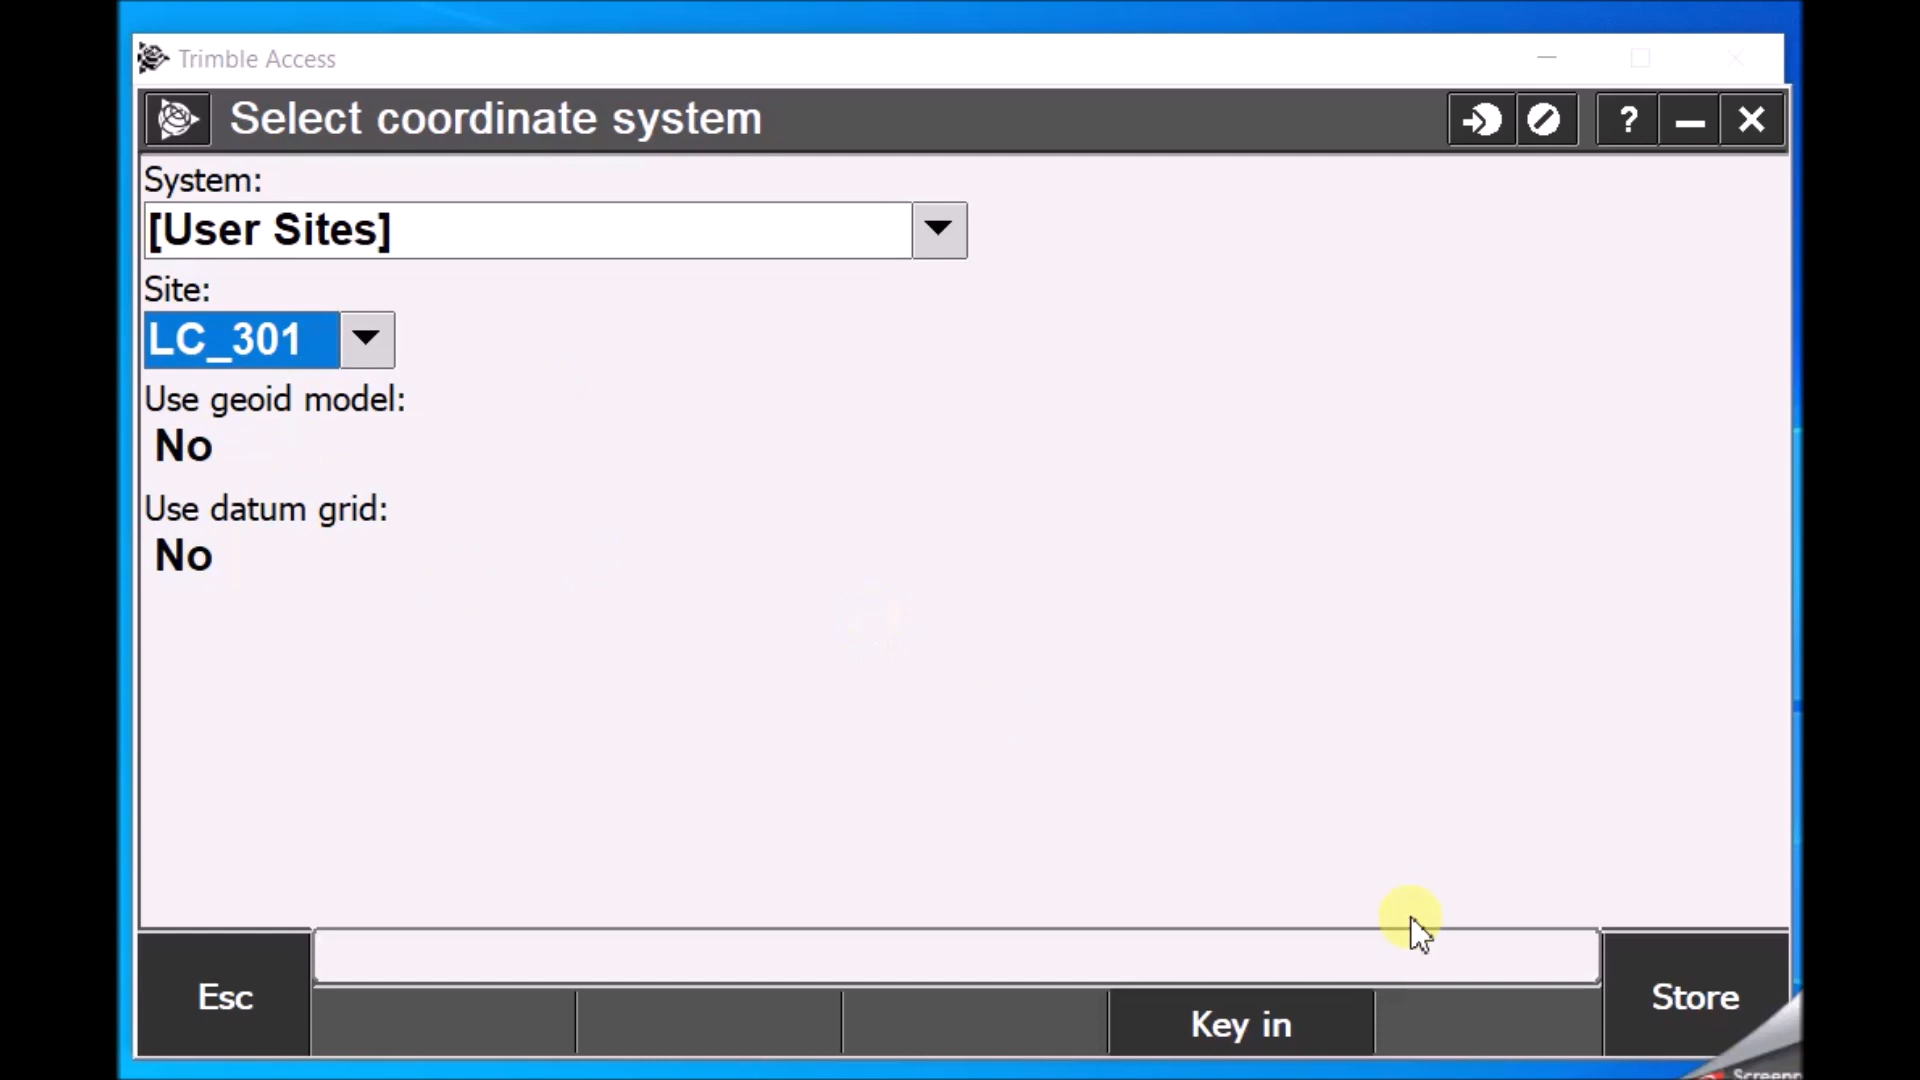 Trimble Access
Select coordinate system
?
System:
[User Sites]
Site:
LC_301
Use geoid model:
No
Use datum grid:
No
Esc
Key in
Store